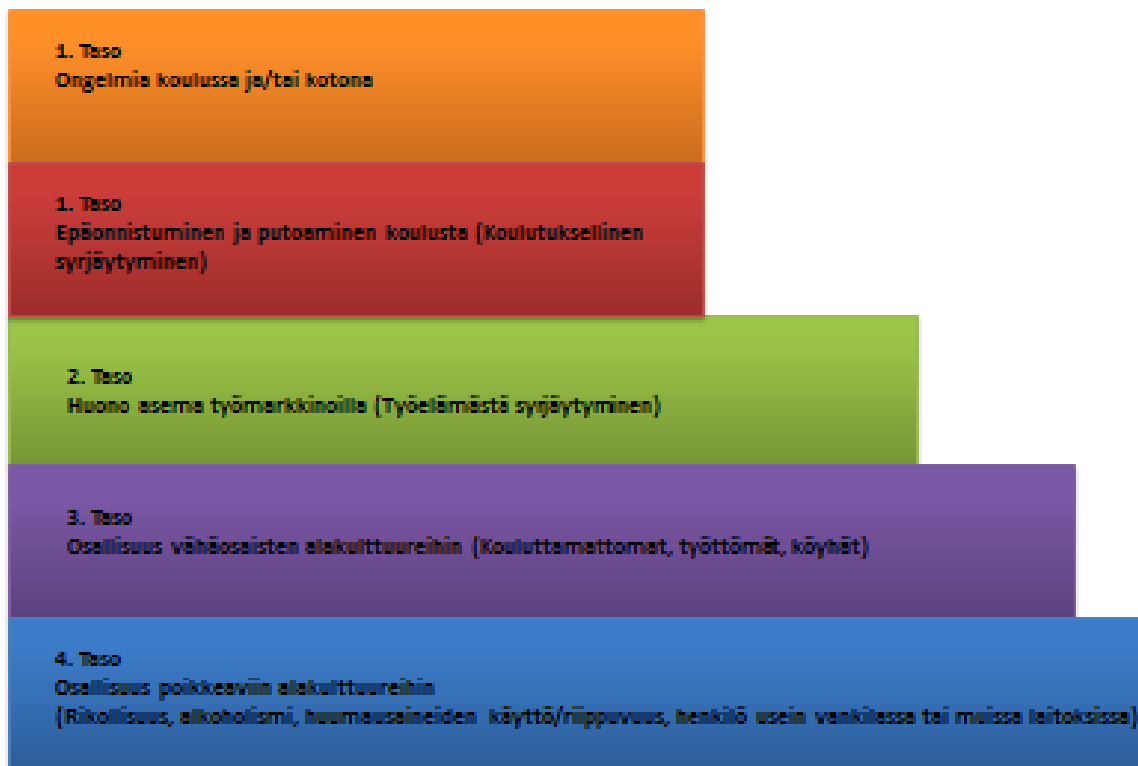 1. Taso
Ongelmia koulussa ja/tai kotona
1. Taso
Epäonnistuminen ja putoaminen koulusta (Koulutuksellinen
syrjäytyminen)
2. Taso
Huono asema työmarkkinoilla (Työelämästä syrjäytyminen)
3. Taso
Osallisuus vähäosaisten alakulttuureihin (Kouluttamattomat, työttömät, köyhät)
4. Taso
Osallisuus poikkeaviin alakulttuureihin
(Rikollisuus, alkoholismi, huumausaineiden käyttö/riippuvuus, henkilö usein vankilassa tai muissa laitoksissa)